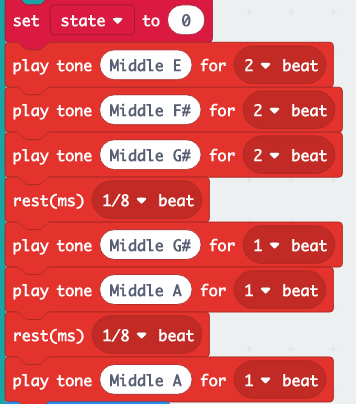 set state to 0
play tone Middle E for 2 beat
play tone Middle F# for 2 beat
play tone Middle G# for 2 beat
rest(ms) 1/8 beat
play tone Middle G# for 1 beat
play tone Middle A for 1 beat
rest(ms) 1/8 beat
play tone Middle A for 1 beat